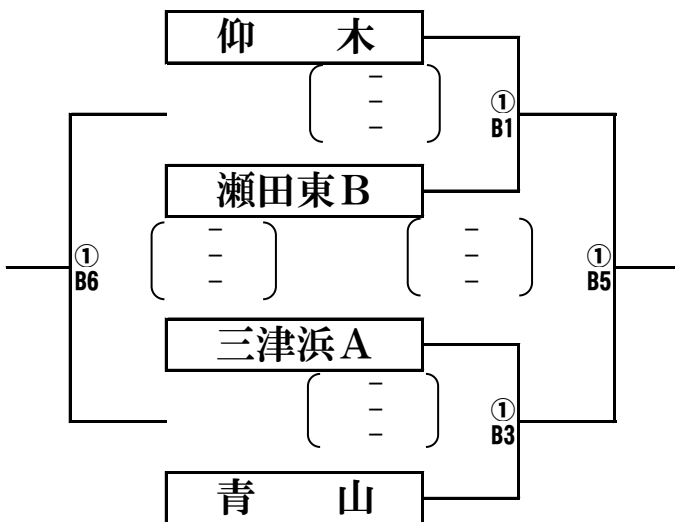 仰　木
－
－ ①
－ B1
瀬田東B
－ －
① － － ①
B6 － － B5
三津浜A
－
－ ①
－ B3
青　山